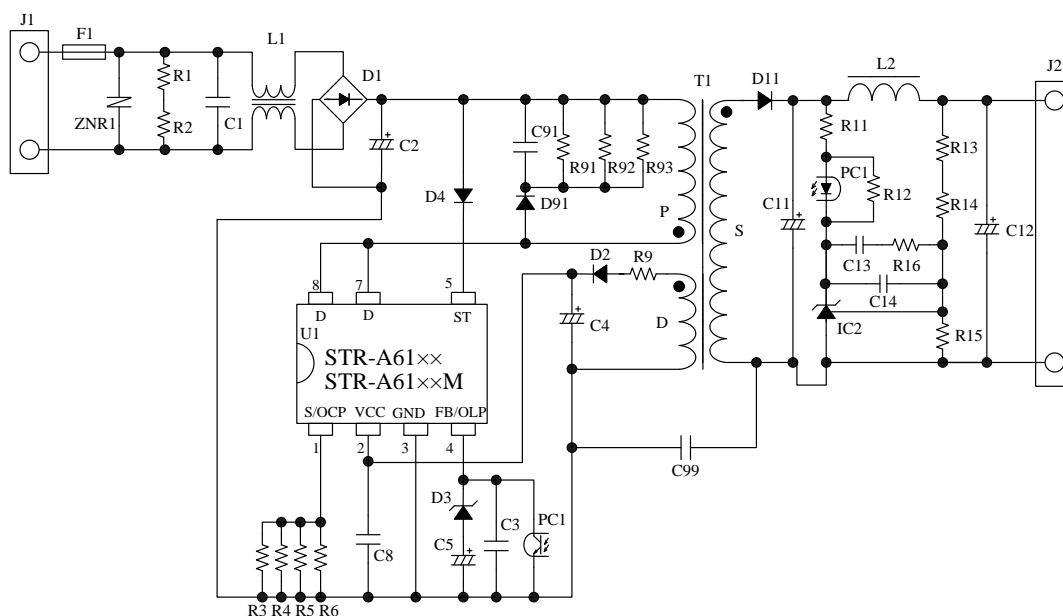 J1
F1
L1
D1
T1
D11
L2
J2
ZNR1
R1
R2
C1
C2
C91
R91
R92
R93
R11
R13
PC1
R12
R14
D4
D91
P
S
C11
C12
C13
R16
C14
D2
R9
C4
D
IC2
R15
8
7
5
D
D
ST
U1
STR-A61××
STR-A61××M
S/OCP
VCC
GND
FB/OLP
1
2
3
4
C99
D3
C5
C3
PC1
C8
R3
R4
R5
R6
+
+
+
+
+